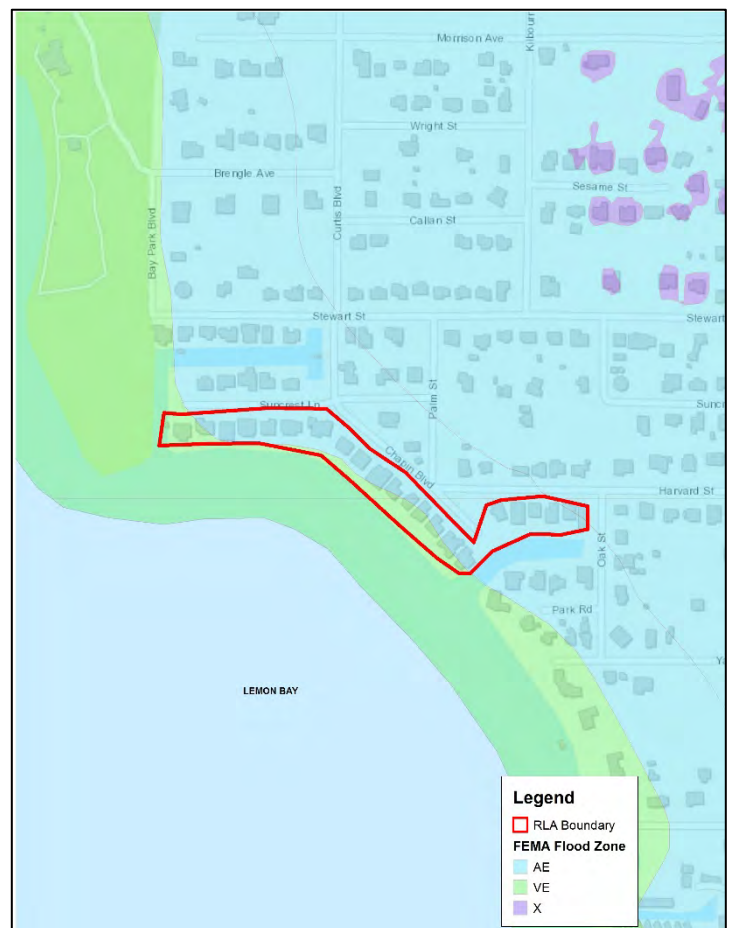 Morrison Ave
Kilbourn
Wright St
Brengle Ave
Sesame St
Curtis Blvd
Callan St
Bay Park Blvd
Stewart St
Stewart
Suncrest Ln
Palm St
Sunc
Chapin Blvd
Harvard St
Oak St
Park Rd
Ya
LEMON BAY
Legend
RLA Boundary
FEMA Flood Zone
AE
VE
X